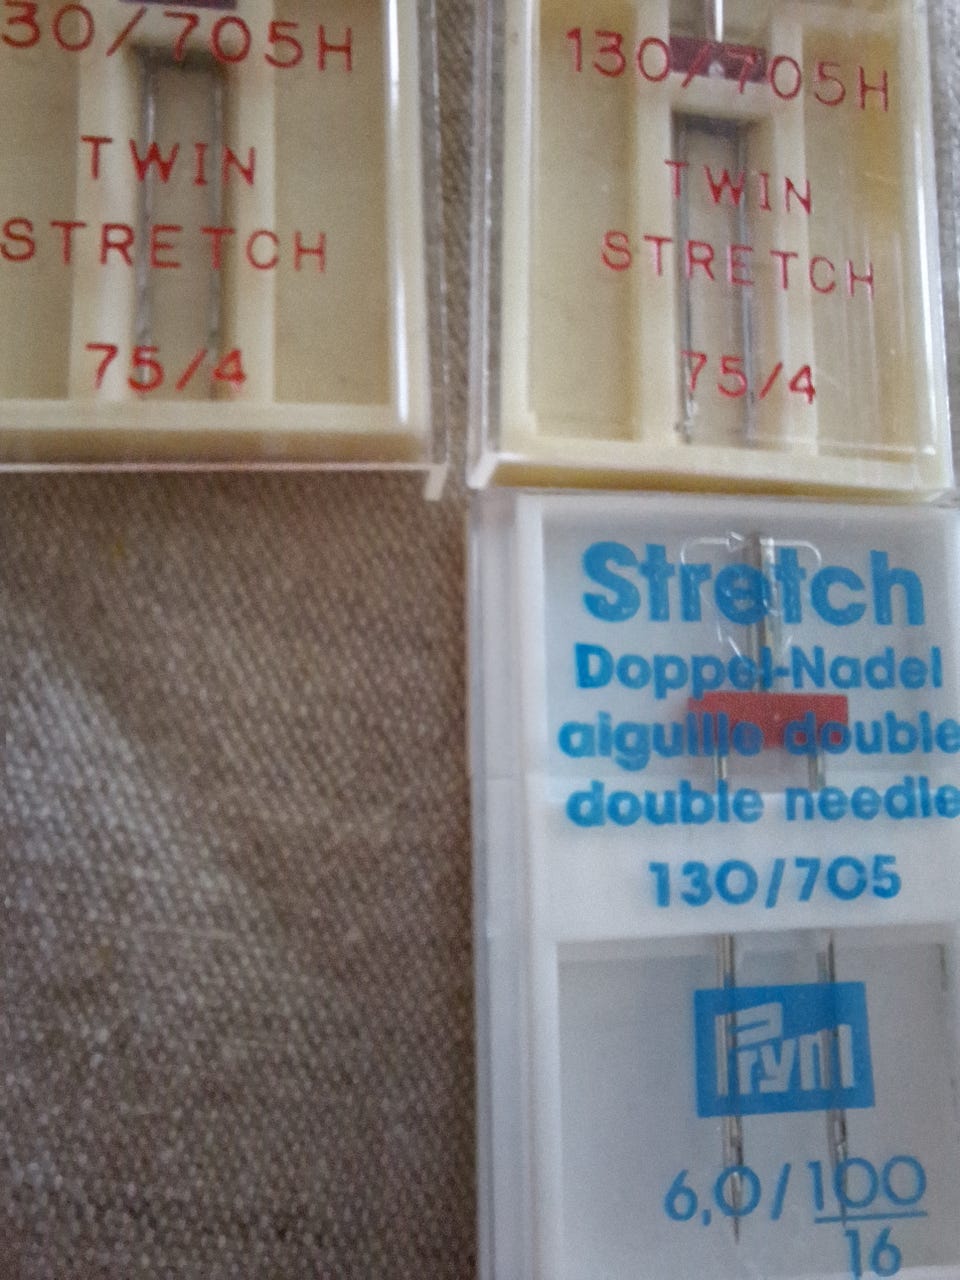 30/705H
TWIN
STRETCH
75/4
130/705H
TWIN
STRETCH
75/4
Stretch
Doppel-Nadel
aiguille double
double needle
130/705
Prym
6,0/100
16